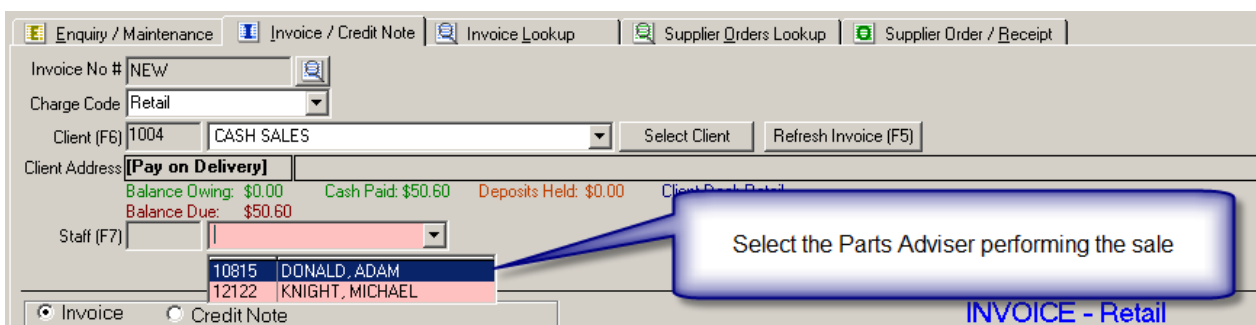 Enquiry / Maintenance Invoice / Credit Note Invoice Lookup Supplier Orders Lookup Supplier Order / Receipt
Invoice No # NEW
Charge Code Retail
Client (F6) 1004 CASH SALES Select Client Refresh Invoice (F5)
Client Address [Pay on Delivery]
Balance Owing: $0.00 Cash Paid: $50.60 Deposits Held: $0.00
Balance Due: $50.60
Staff (F7)
Select the Parts Adviser performing the sale
10815 DONALD, ADAM
12122 KNIGHT, MICHAEL
Invoice Credit Note INVOICE - Retail